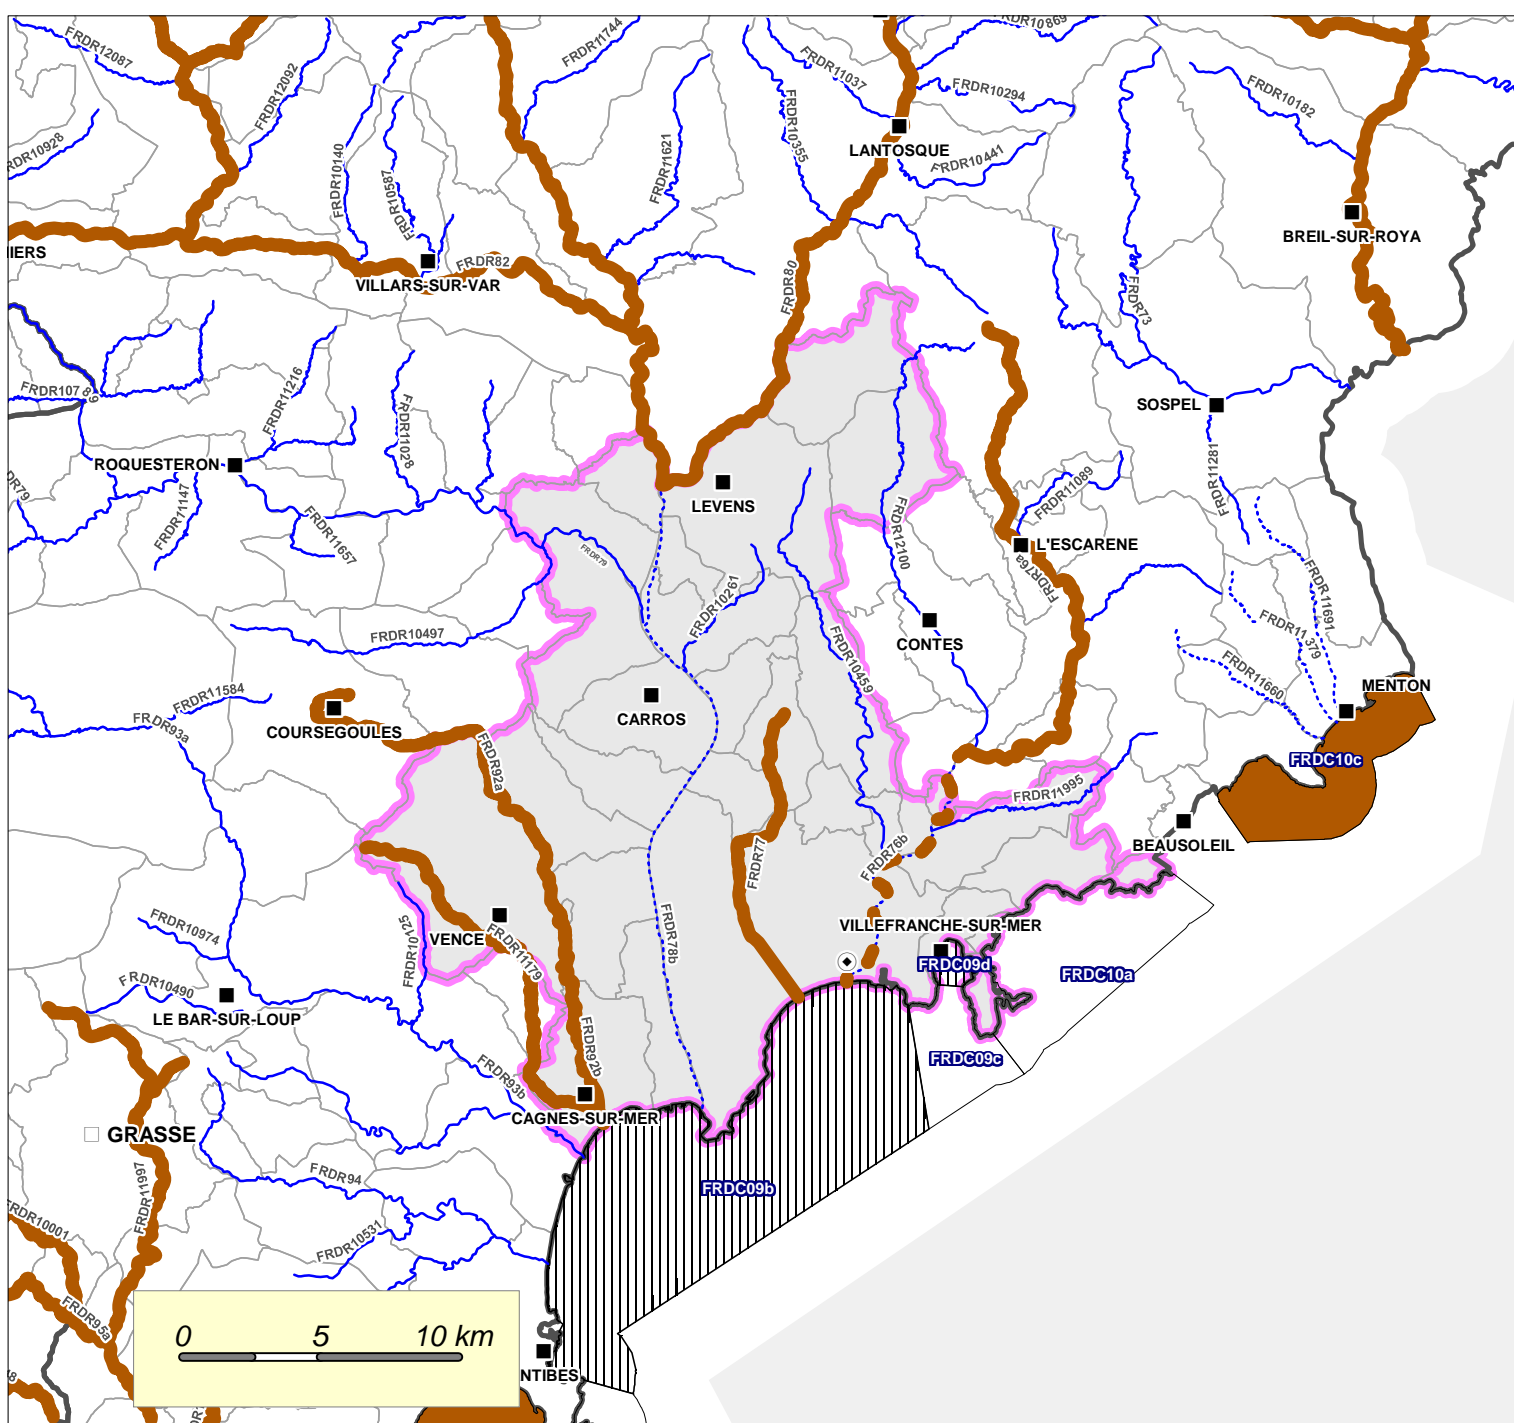 FRDR12087
FRDR12092
FRDR11744
FRDR11037
FRDR10869
FRDR10294
FRDR10182
FRDR10928
FRDR10140
FRDR10587
FRDR11621
FRDR10355
LANTOSQUE
FRDR10441
BREIL-SUR-ROYA
IERS
FRDR82
VILLARS-SUR-VAR
FRDR80
FRDR73
FRDR107
89
FRDR11216
FRDR11028
SOSPEL
ROQUESTERON
DR79
FRDR11147
FRDR11657
LEVENS
FRDR12100
FRDR11089
FRDR11281
L'ESCARENE
FRDR79
FRDR76a
FRDR10261
FRDR11691
FRDR11379
FRDR10497
CONTES
FRDR10459
FRDR11660
FRDR11584
FRDR93a
COURSEGOULES
CARROS
MENTON
FRDR92a
FRDC10c
FRDR11995
BEAUSOLEIL
FRDR77
FRDR76b
FRDR10974
FRDR10125
VENCE
FRDR11179
FRDR78b
VILLEFRANCHE-SUR-MER
FRDC09d
FRDC10a
FRDR10490
LE BAR-SUR-LOUP
FRDR93b
FRDR92b
FRDC09c
CAGNES-SUR-MER
GRASSE
FRDR94
FRDR11997
FRDC09b
FRDR10001
FRDR10531
FRDR95a
0 5 10 km
NTIBES